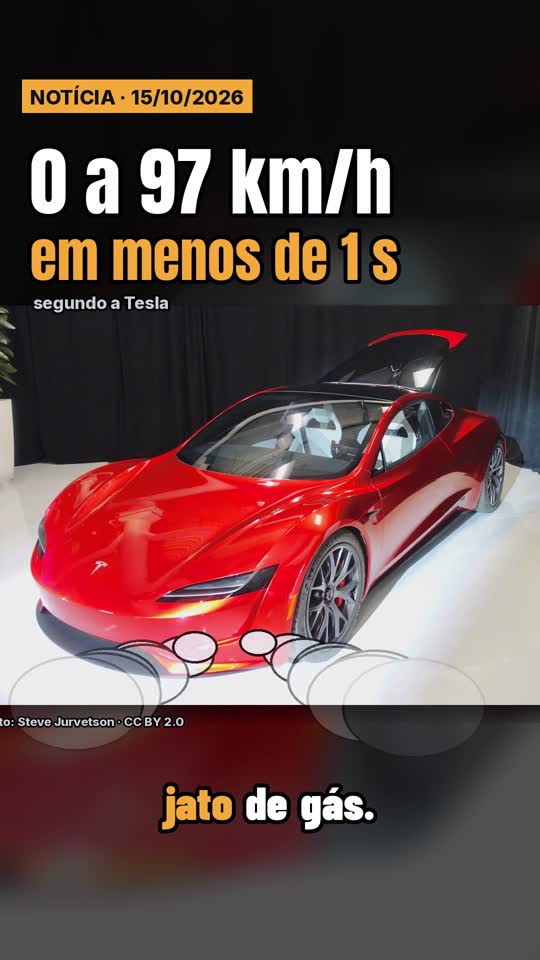 NOTÍCIA · 15/10/2026
0 a 97 km/h
em menos de 1 s
segundo a Tesla
to: Steve Jurvetson · CC BY 2.0
jato de gás.